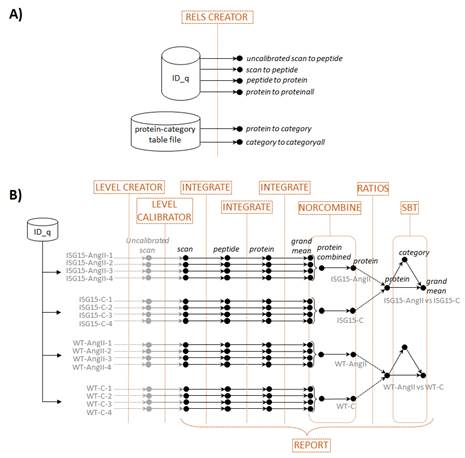 A)
RELS CREATOR
ID_q
uncalibrated scan to peptide
scan to peptide
peptide to protein
protein to proteinall
protein-category
table file
protein to category
category to categoryall
B)
LEVEL CREATOR
INTEGRATE
INTEGRATE
RATIOS
LEVEL
CALIBRATOR
INTEGRATE
INTEGRATE
NORCOMBINE
SBT
ID_q
Uncalibrated
scan
scan
peptide
protein
grand
mean
protein
combined
protein
category
protein
grand
mean
ISG15-AngII-1
ISG15-AngII-2
ISG15-AngII-3
ISG15-AngII-4
ISG15-AngII
ISG15-AngII vs ISG15-C
ISG15-C-1
ISG15-C-2
ISG15-C-3
ISG15-C-4
ISG15-C
WT-AngII-1
WT-AngII-2
WT-AngII-3
WT-AngII-4
WT-AngII
WT-AngII vs WT-C
WT-C-1
WT-C-2
WT-C-3
WT-C-4
WT-C
REPORT